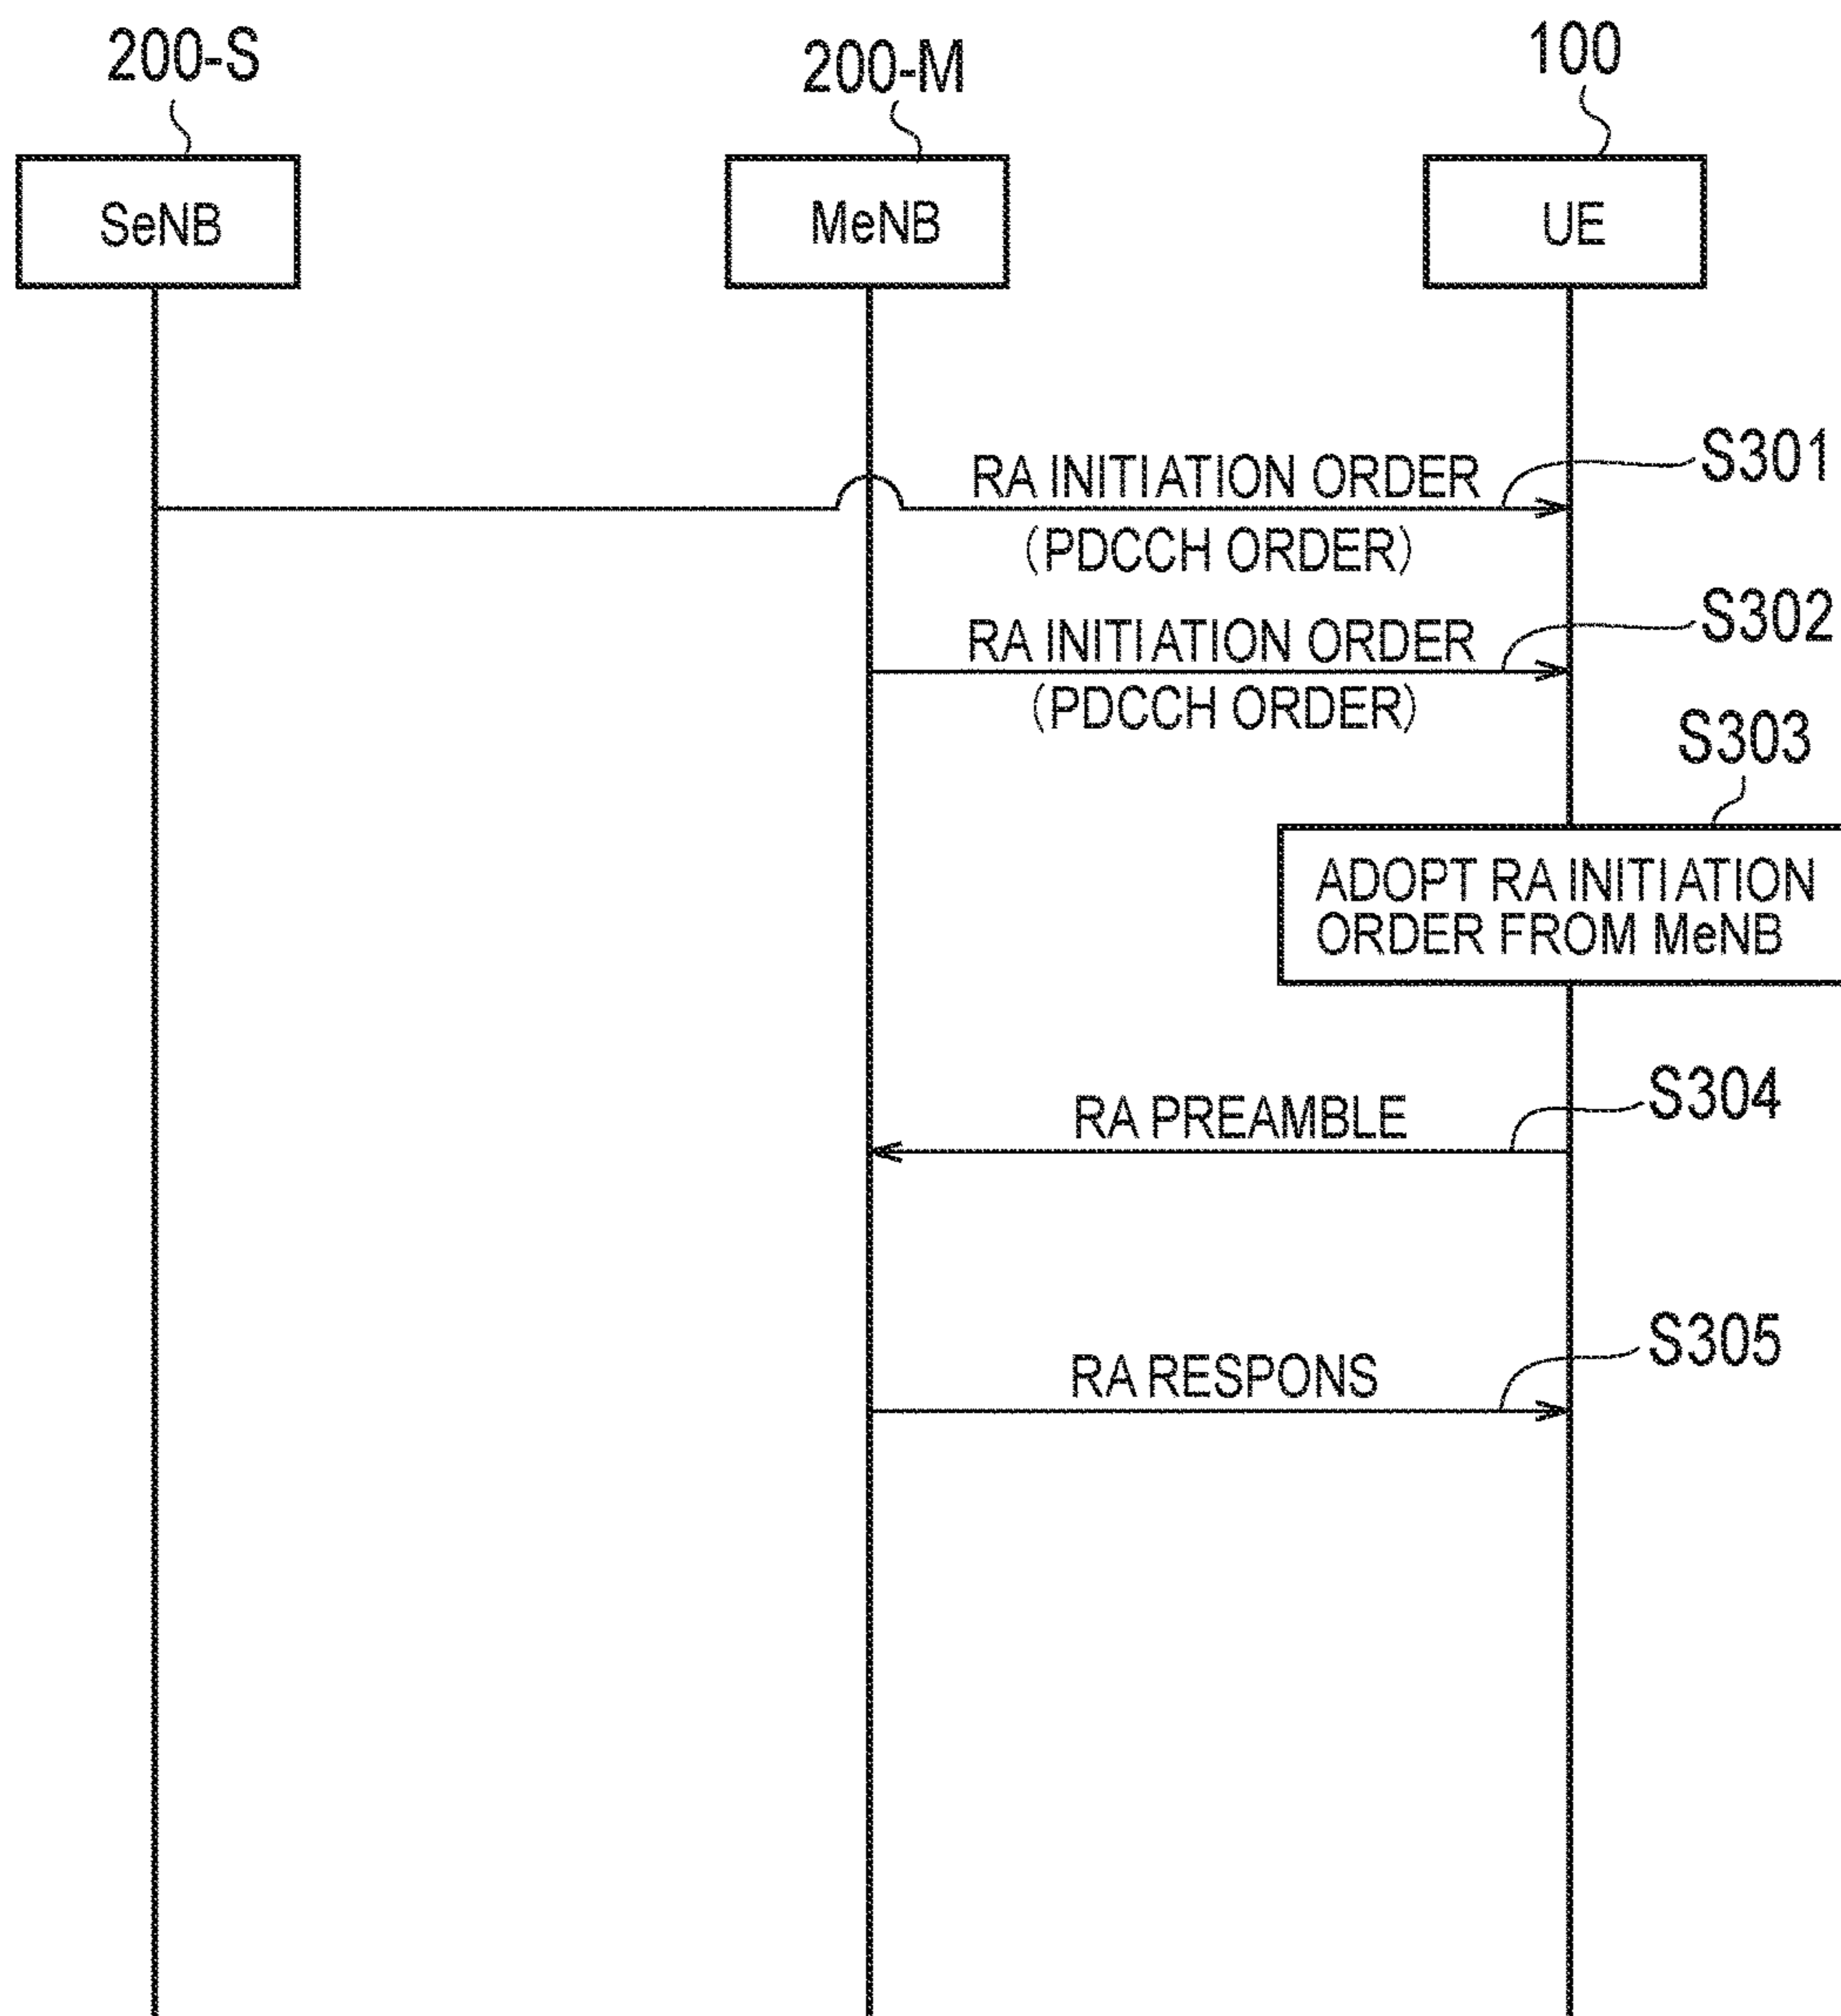 200-S
200-M
100
SeNB
MeNB
UE
RA INITIATION ORDER
S301
(PDCCH ORDER)
RA INITIATION ORDER
S302
(PDCCH ORDER)
S303
ADOPT RA INITIATION
ORDER FROM MeNB
RA PREAMBLE
S304
RA RESPONS
S305